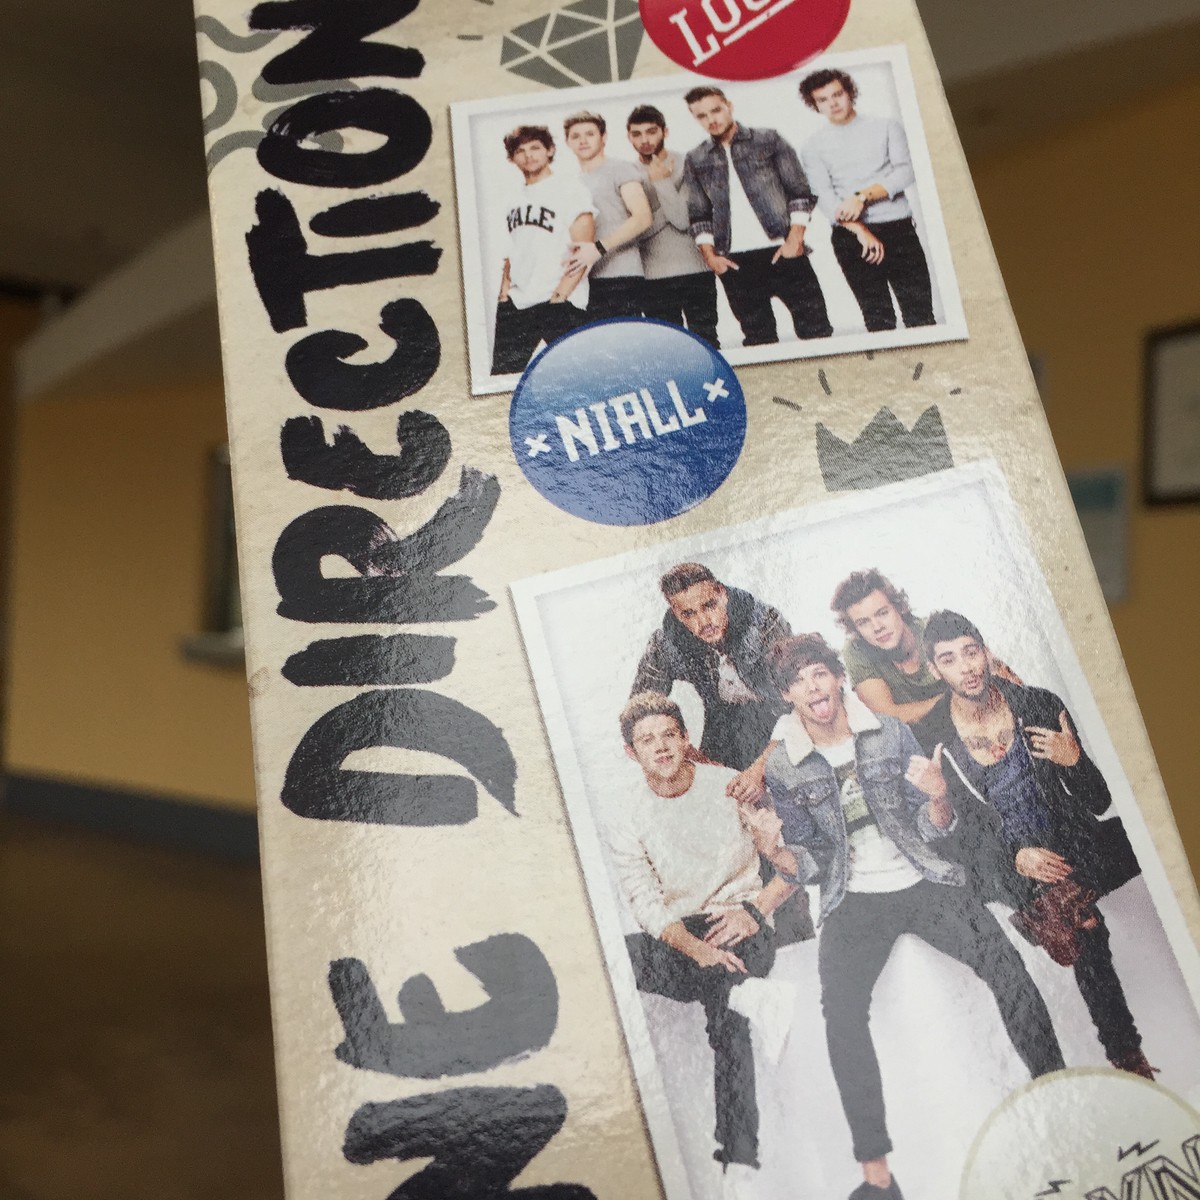 NE DIRECTION
LOU
YALE
×NIALL×